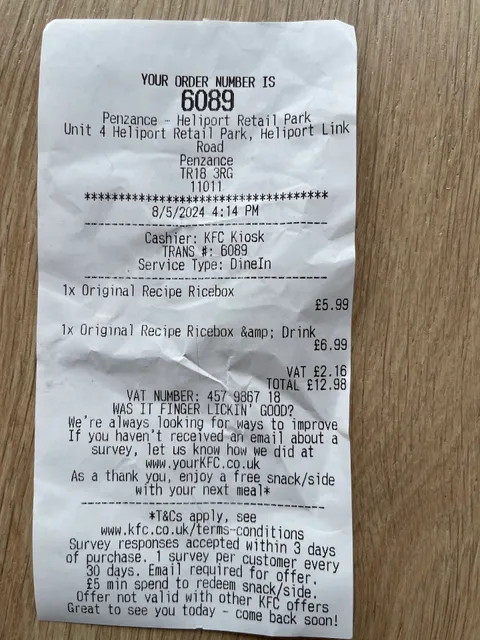 YOUR ORDER NUMBER IS
6089
Penzance - Heliport Retail Park
Unit 4 Heliport Retail Park, Heliport Link
Road
Penzance
TR18 3RG
11011
***********************************
8/5/2024 4:14 PM
-----------------------------------
Cashier: KFC Kiosk
TRANS #: 6089
Service Type: DineIn
-----------------------------------
1x Original Recipe Ricebox
£5.99
1x Original Recipe Ricebox &amp; Drink
£6.99
VAT £2.16
TOTAL £12.98
VAT NUMBER: 457 9867 18
WAS IT FINGER LICKIN' GOOD?
We're always looking for ways to improve
If you haven't received an email about a
survey, let us know how we did at
www.yourKFC.co.uk
As a thank you, enjoy a free snack/side
with your next meal*
-----------------------------------
*T&Cs apply, see
www.kfc.co.uk/terms-conditions
Survey responses accepted within 3 days
of purchase. 1 survey per customer every
30 days. Email required for offer.
£5 min spend to redeem snack/side.
Offer not valid with other KFC offers
Great to see you today - come back soon!